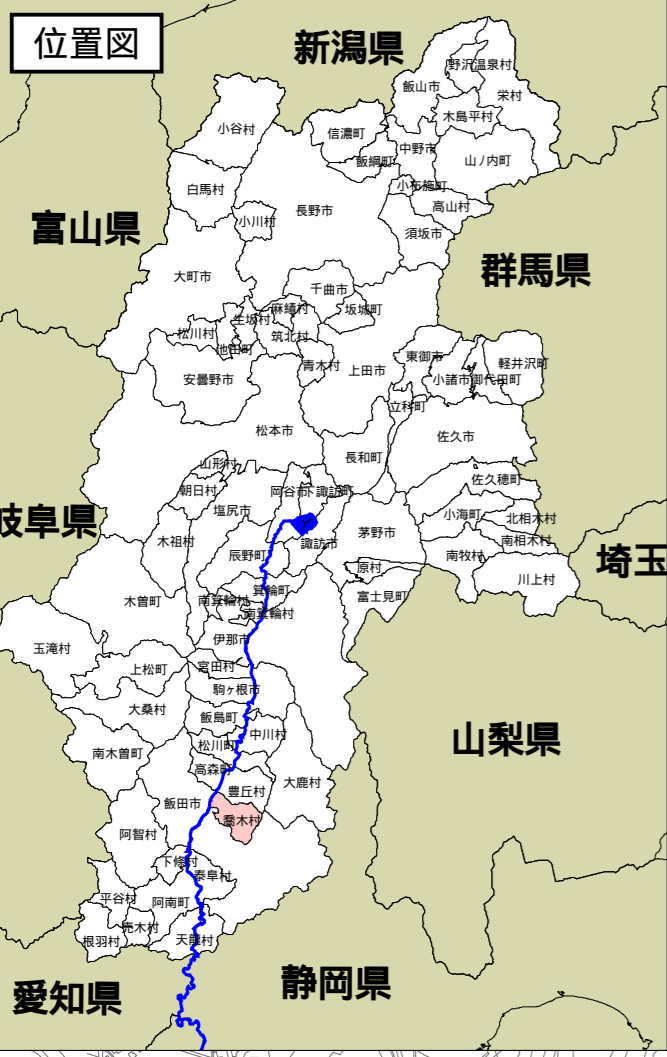 位置図
新潟県
野沢温泉村
飯山市
栄村
木島平村
小谷村
信濃町
中野市
飯綱町
山ノ内町
白馬村
小布施町
高山村
長野市
小川村
富山県
須坂市
群馬県
大町市
千曲市
麻績村
坂城町
生坂村
松川村
筑北村
池田町
東御市
軽井沢町
青木村
上田市
安曇野市
小諸市
御代田町
立科町
松本市
佐久市
長和町
山形村
佐久穂町
朝日村
岡谷市
下諏訪町
塩尻市
小海町
北相木村
岐阜県
茅野市
木祖村
諏訪市
南相木村
辰野町
南牧村
埼玉
原村
川上村
箕輪町
富士見町
木曽町
南箕輪村
南箕輪村
伊那市
玉滝村
宮田村
上松町
駒ヶ根市
大桑村
飯島町
中川村
松川町
山梨県
南木曽町
高森町
大鹿村
豊丘村
飯田市
喬木村
阿智村
下條村
泰阜村
平谷村
阿南町
売木村
天龍村
根羽村
静岡県
愛知県